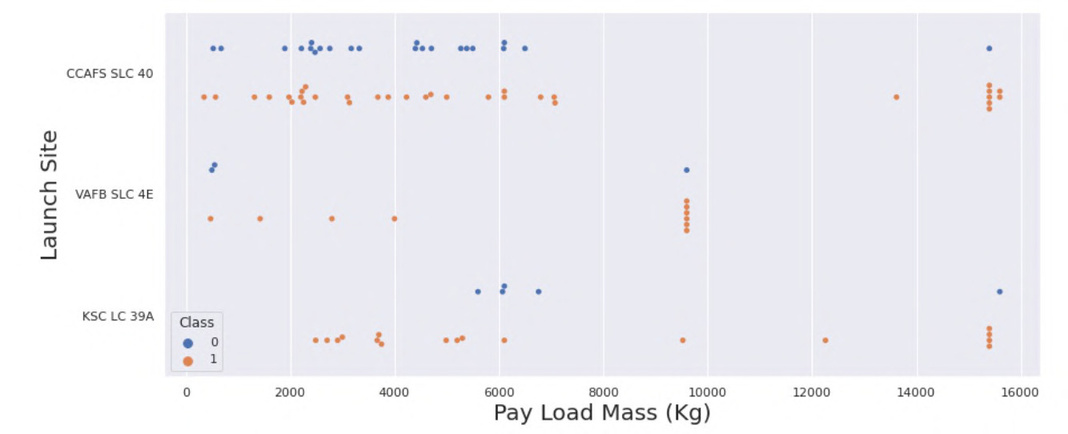 CCAFS SLC 40
VAFB SLC 4E
KSC LC 39A
Launch Site
Class
0
1
0 2000 4000 6000 8000 10000 12000 14000 16000
Pay Load Mass (Kg)